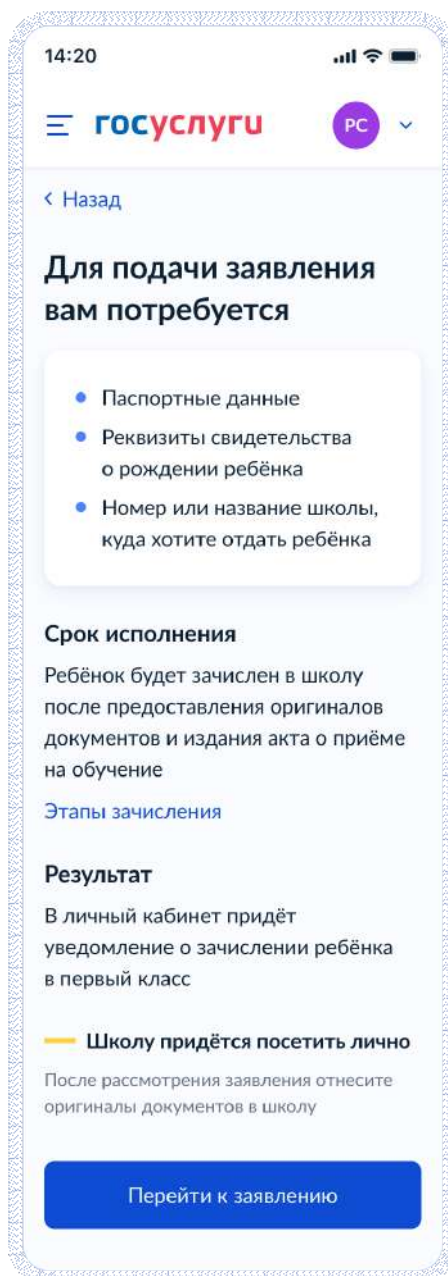 14:20
госуслуги
РС
Назад
Для подачи заявления
вам потребуется
Паспортные данные
Реквизиты свидетельства
о рождении ребёнка
Номер или название школы,
куда хотите отдать ребёнка
Срок исполнения
Ребёнок будет зачислен в школу
после предоставления оригиналов
документов и издания акта о приёме
на обучение
Этапы зачисления
Результат
В личный кабинет придёт
уведомление о зачислении ребёнка
в первый класс
Школу придётся посетить лично
После рассмотрения заявления отнесите
оригиналы документов в школу
Перейти к заявлению